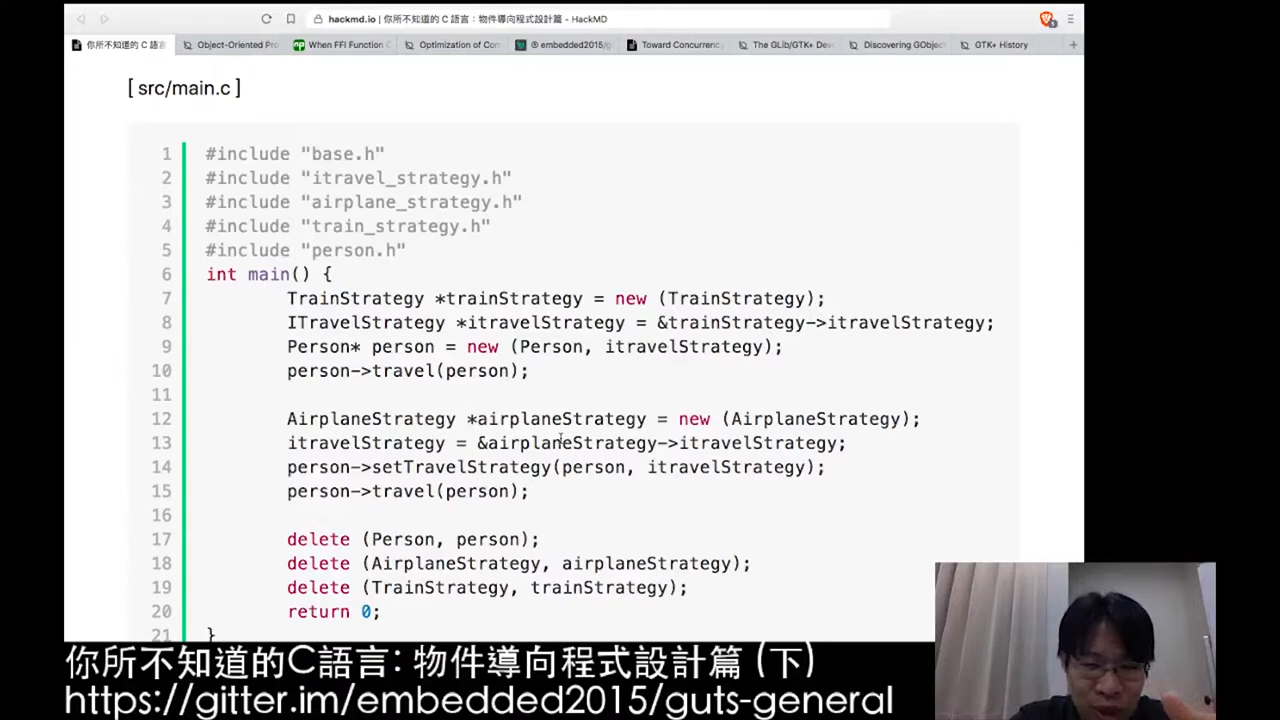 hackmd.io | 你所不知道的 C 語言：物件導向程式設計篇 - HackMD
你所不知道的 C 語言
Object-Oriented Pro
When FFI Function C
Optimization of Com
embedded2015/g
Toward Concurrency
The GLib/GTK+ Dev
Discovering GObjec
GTK+ History
[ src/main.c ]
1 #include "base.h"
2 #include "itravel_strategy.h"
3 #include "airplane_strategy.h"
4 #include "train_strategy.h"
5 #include "person.h"
6 int main() {
7 TrainStrategy *trainStrategy = new (TrainStrategy);
8 ITravelStrategy *itravelStrategy = &trainStrategy->itravelStrategy;
9 Person* person = new (Person, itravelStrategy);
10 person->travel(person);
11
12 AirplaneStrategy *airplaneStrategy = new (AirplaneStrategy);
13 itravelStrategy = &airplaneStrategy->itravelStrategy;
14 person->setTravelStrategy(person, itravelStrategy);
15 person->travel(person);
16
17 delete (Person, person);
18 delete (AirplaneStrategy, airplaneStrategy);
19 delete (TrainStrategy, trainStrategy);
20 return 0;
21 }
你所不知道的C語言: 物件導向程式設計篇 (下)
https://gitter.im/embedded2015/guts-general